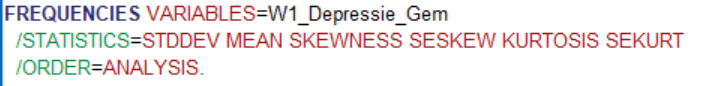 FREQUENCIES VARIABLES=W1_Depressie_Gem
/STATISTICS=STDDEV MEAN SKEWNESS SESKEW KURTOSIS SEKURT
/ORDER=ANALYSIS.